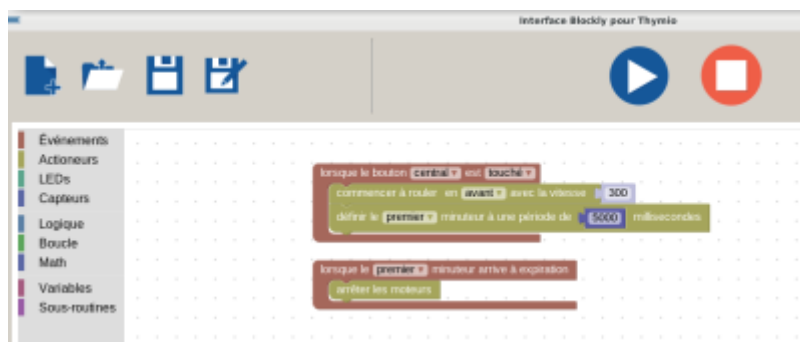 Interface Blockly pour Thymio
Événements
Actioneurs
LEDs
Capteurs
Logique
Boucle
Math
Variables
Sous-routines
lorsque le bouton central est touché
commencer à rouler en avant avec la vitesse 300
définir le premier minuteur à une période de 5000 millisecondes
lorsque le premier minuteur arrive à expiration
arrêter les moteurs